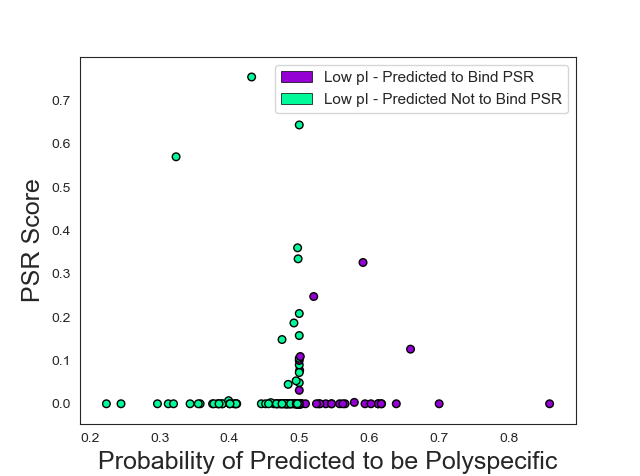 Low pI - Predicted to Bind PSR
Low pI - Predicted Not to Bind PSR
0.7
0.6
0.5
0.4
0.3
0.2
0.1
0.0
PSR Score
0.2 0.3 0.4 0.5 0.6 0.7 0.8
Probability of Predicted to be Polyspecific